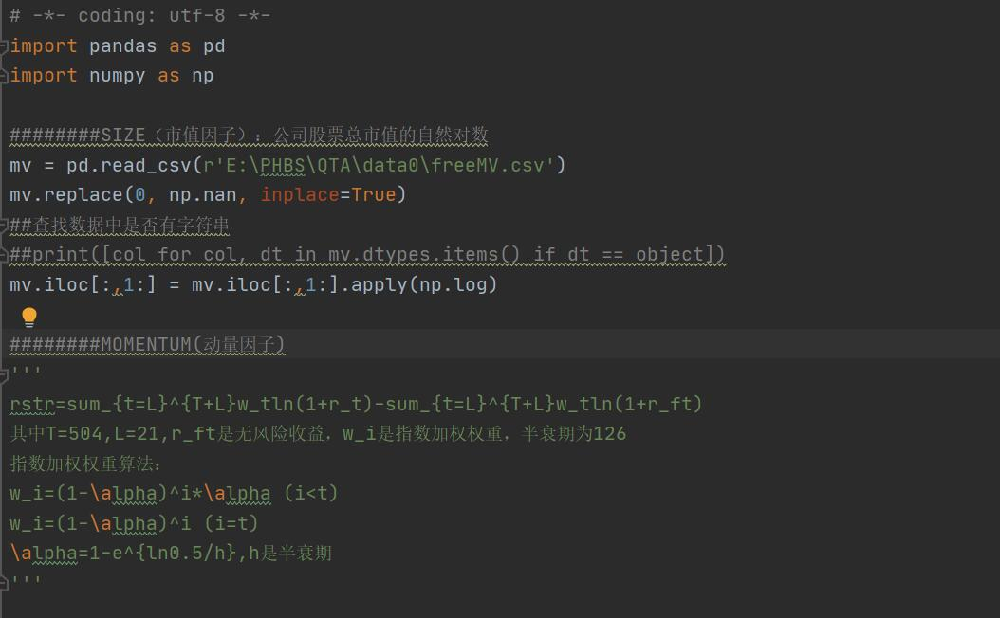 # -*- coding: utf-8 -*-
import pandas as pd
import numpy as np
########SIZE（市值因子）：公司股票总市值的自然对数
mv = pd.read_csv(r'E:\PHBS\QTA\data0\freeMV.csv')
mv.replace(0, np.nan, inplace=True)
##查找数据中是否有字符串
##print([col for col, dt in mv.dtypes.items() if dt == object])
mv.iloc[:,1:] = mv.iloc[:,1:].apply(np.log)
########MOMENTUM(动量因子)
'''
rstr=sum_{t=L}^{T+L}w_tln(1+r_t)-sum_{t=L}^{T+L}w_tln(1+r_ft)
其中T=504,L=21,r_ft是无风险收益，w_i是指数加权权重，半衰期为126
指数加权权重算法：
w_i=(1-\alpha)^i*\alpha (i<t)
w_i=(1-\alpha)^i (i=t)
\alpha=1-e^{ln0.5/h},h是半衰期
'''